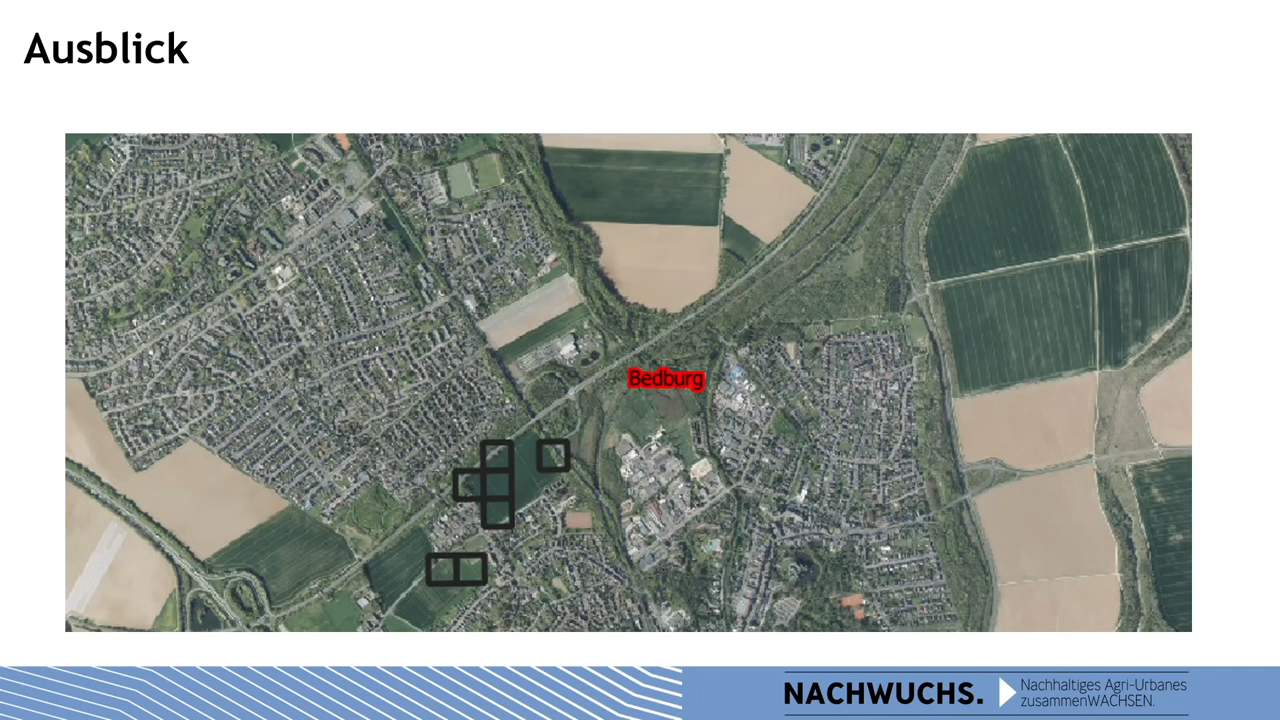 Ausblick
Bedburg
NACHWUCHS.
Nachhaltiges Agri-Urbanes
zusammenWACHSEN.